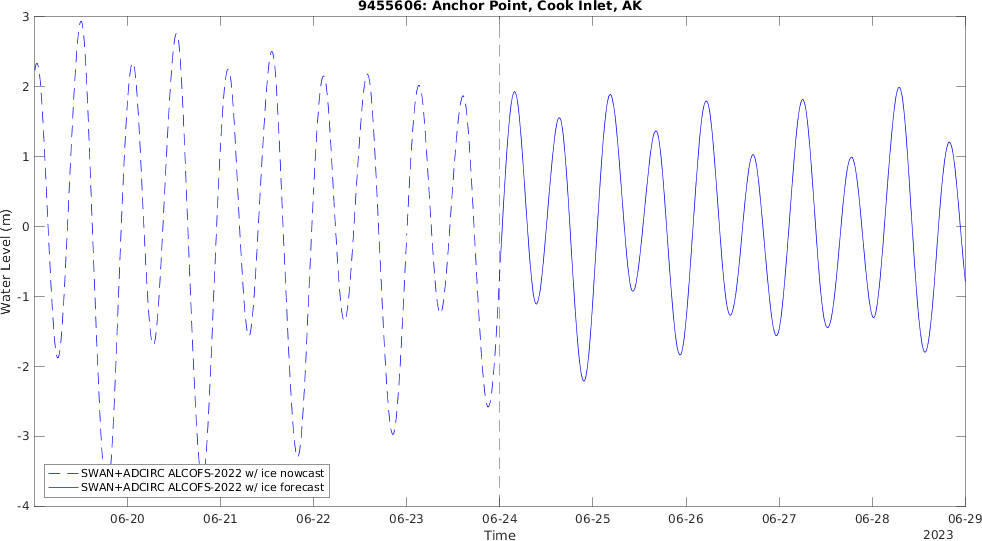 9455606: Anchor Point, Cook Inlet, AK
3
2
1
0
-1
-2
-3
-4
Water Level (m)
SWAN+ADCIRC ALCOFS-2022 w/ ice nowcast
SWAN+ADCIRC ALCOFS-2022 w/ ice forecast
06-20 06-21 06-22 06-23 06-24 06-25 06-26 06-27 06-28 06-29
Time
2023